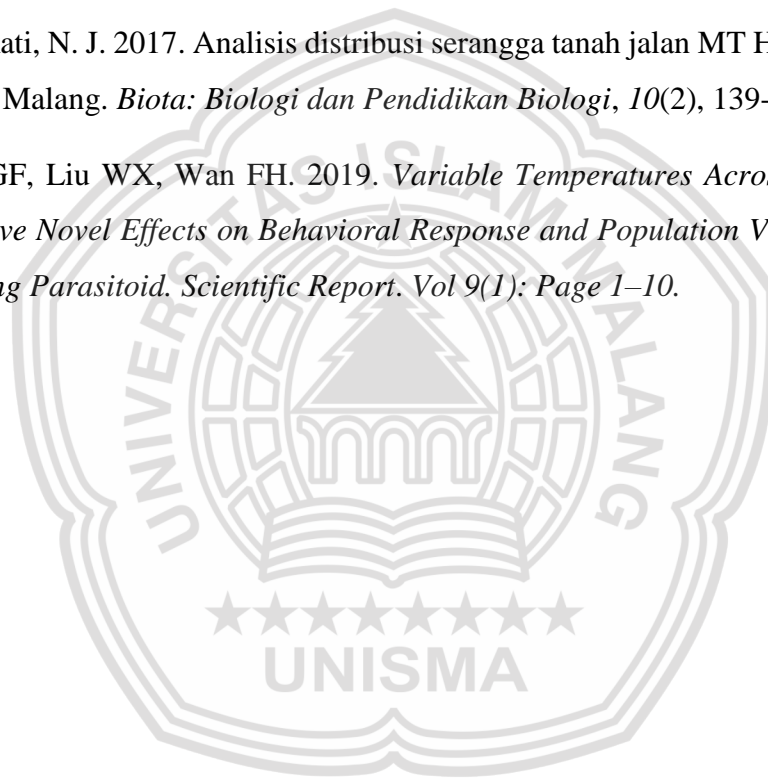 ati, N. J. 2017. Analisis distribusi serangga tanah jalan MT H
Malang. Biota: Biologi dan Pendidikan Biologi, 10(2), 139-
GF, Liu WX, Wan FH. 2019. Variable Temperatures Acros
ve Novel Effects on Behavioral Response and Population V
ng Parasitoid. Scientific Report. Vol 9(1): Page 1–10.
UNIVERSITAS ISLAM MALANG
UNISMA